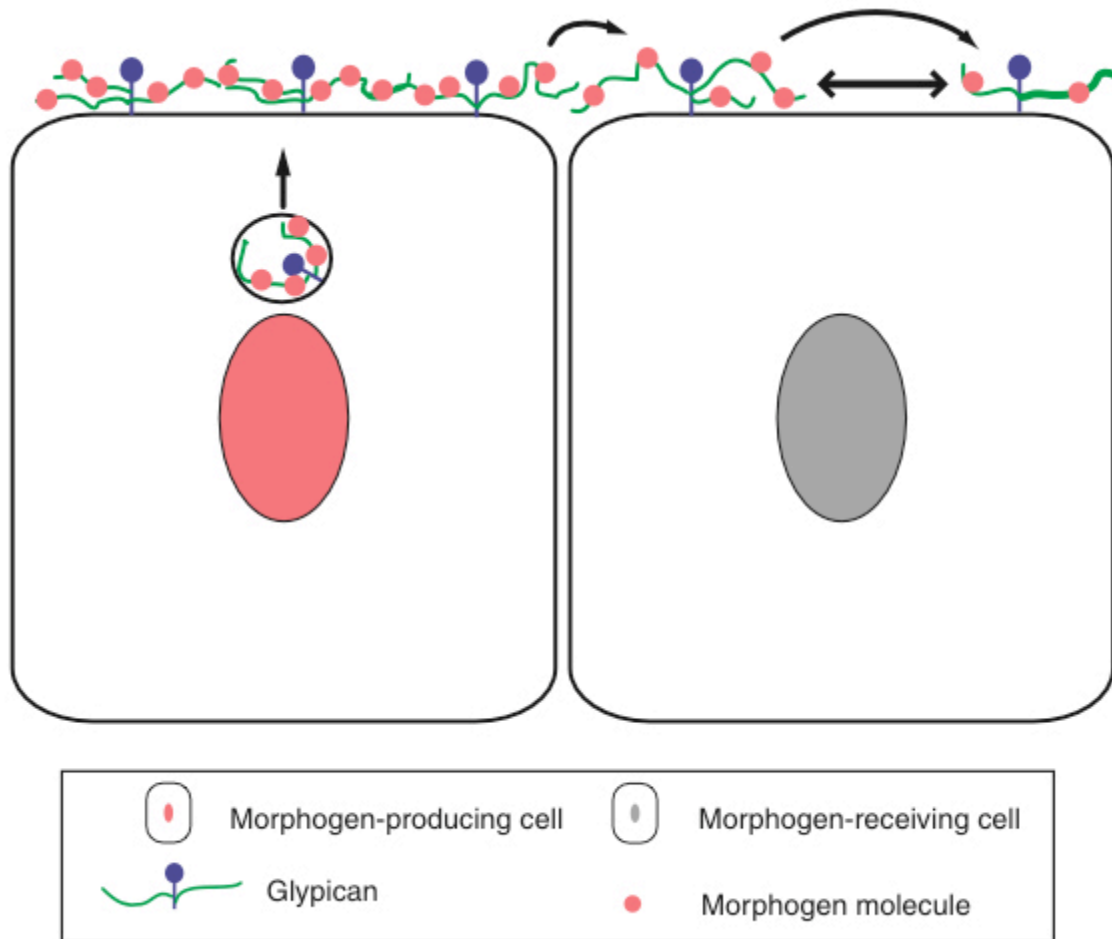 Morphogen-producing cell
Morphogen-receiving cell
Glypican
Morphogen molecule